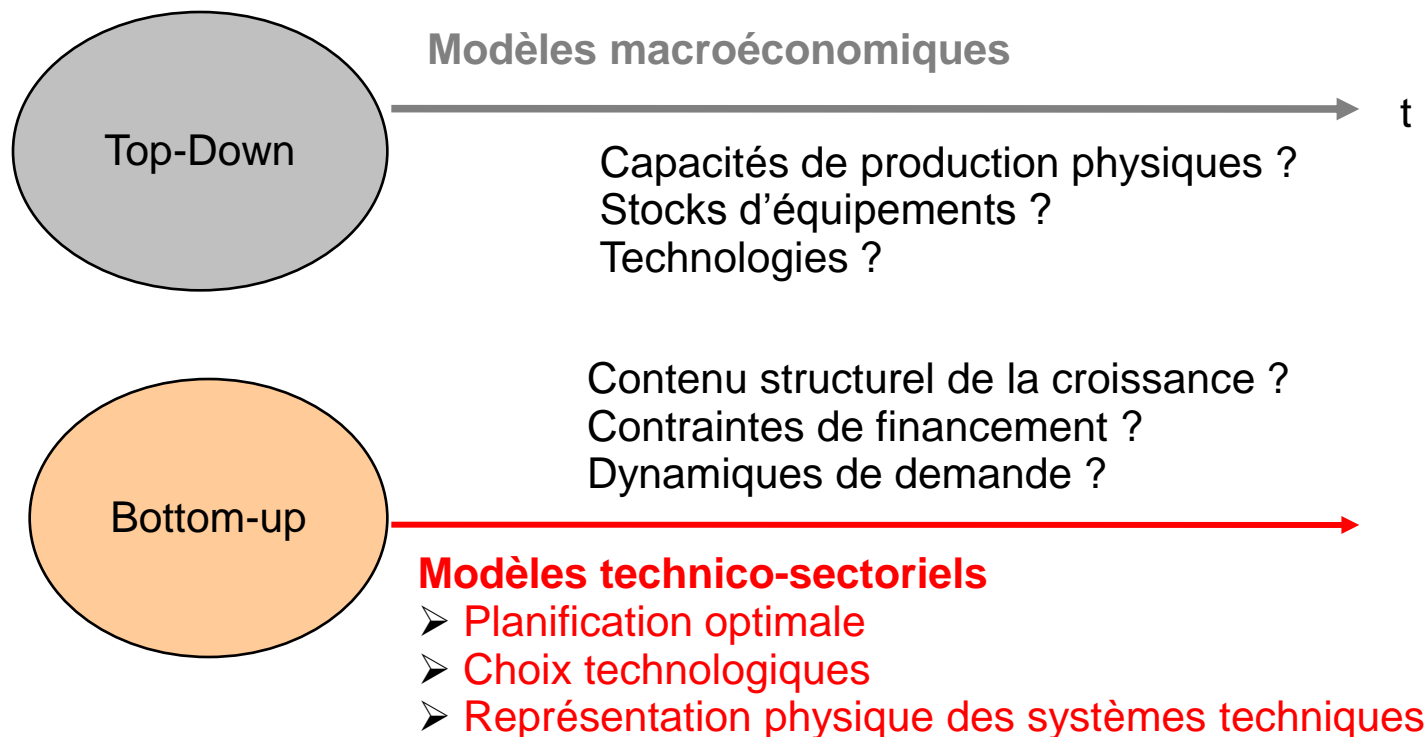 Modèles macroéconomiques
t
Top-Down
Capacités de production physiques ?
Stocks d’équipements ?
Technologies ?
Contenu structurel de la croissance ?
Contraintes de financement ?
Dynamiques de demande ?
Bottom-up
Modèles technico-sectoriels
➢ Planification optimale
➢ Choix technologiques
➢ Représentation physique des systèmes techniques